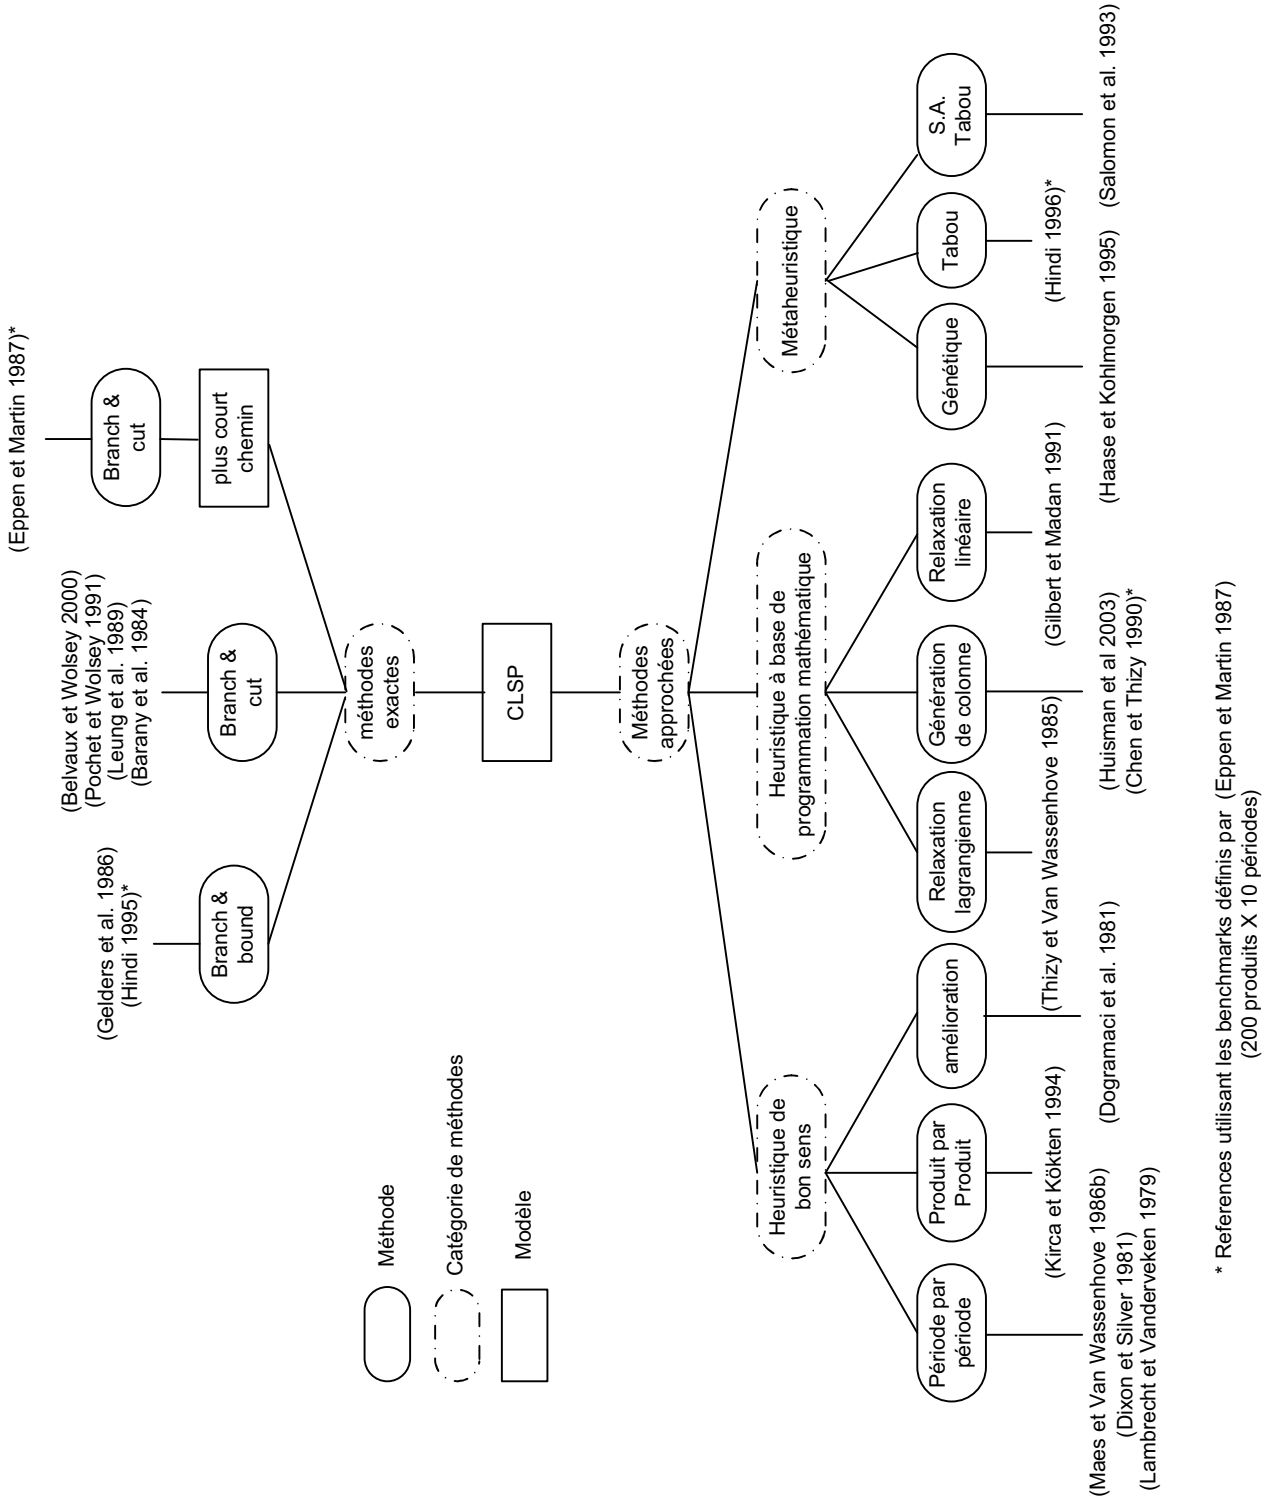 (Eppen et Martin 1987)*
Branch &
cut
plus court
chemin
(Belvaux et Wolsey 2000)
(Pochet et Wolsey 1991)
(Leung et al. 1989)
(Barany et al. 1984)
Branch &
cut
(Gelders et al. 1986)
(Hindi 1995)*
Branch &
bound
méthodes
exactes
CLSP
Méthodes
approchées
Méthode
Catégorie de méthodes
Modèle
Heuristique de
bon sens
Heuristique à base de
programmation mathématique
Métaheuristique
Période par
période
Produit par
Produit
amélioration
Relaxation
lagrangienne
Génération
de colonne
Relaxation
linéaire
Génétique
Tabou
S.A.
Tabou
(Maes et Van Wassenhove 1986b)
(Dixon et Silver 1981)
(Lambrecht et Vanderveken 1979)
(Kirca et Kökten 1994)
(Dogramaci et al. 1981)
(Thizy et Van Wassenhove 1985)
(Huisman et al 2003)
(Chen et Thizy 1990)*
(Gilbert et Madan 1991)
(Haase et Kohlmorgen 1995)
(Hindi 1996)*
(Salomon et al. 1993)
* References utilisant les benchmarks définis par (Eppen et Martin 1987)
(200 produits X 10 périodes)